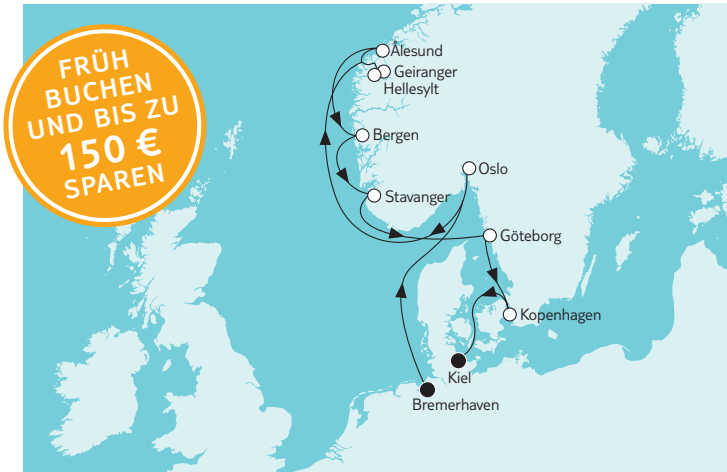 FRÜH
BUCHEN
UND BIS ZU
150 €
SPAREN
Ålesund
Geiranger
Hellesylt
Bergen
Oslo
Stavanger
Göteborg
Kopenhagen
Kiel
Bremerhaven